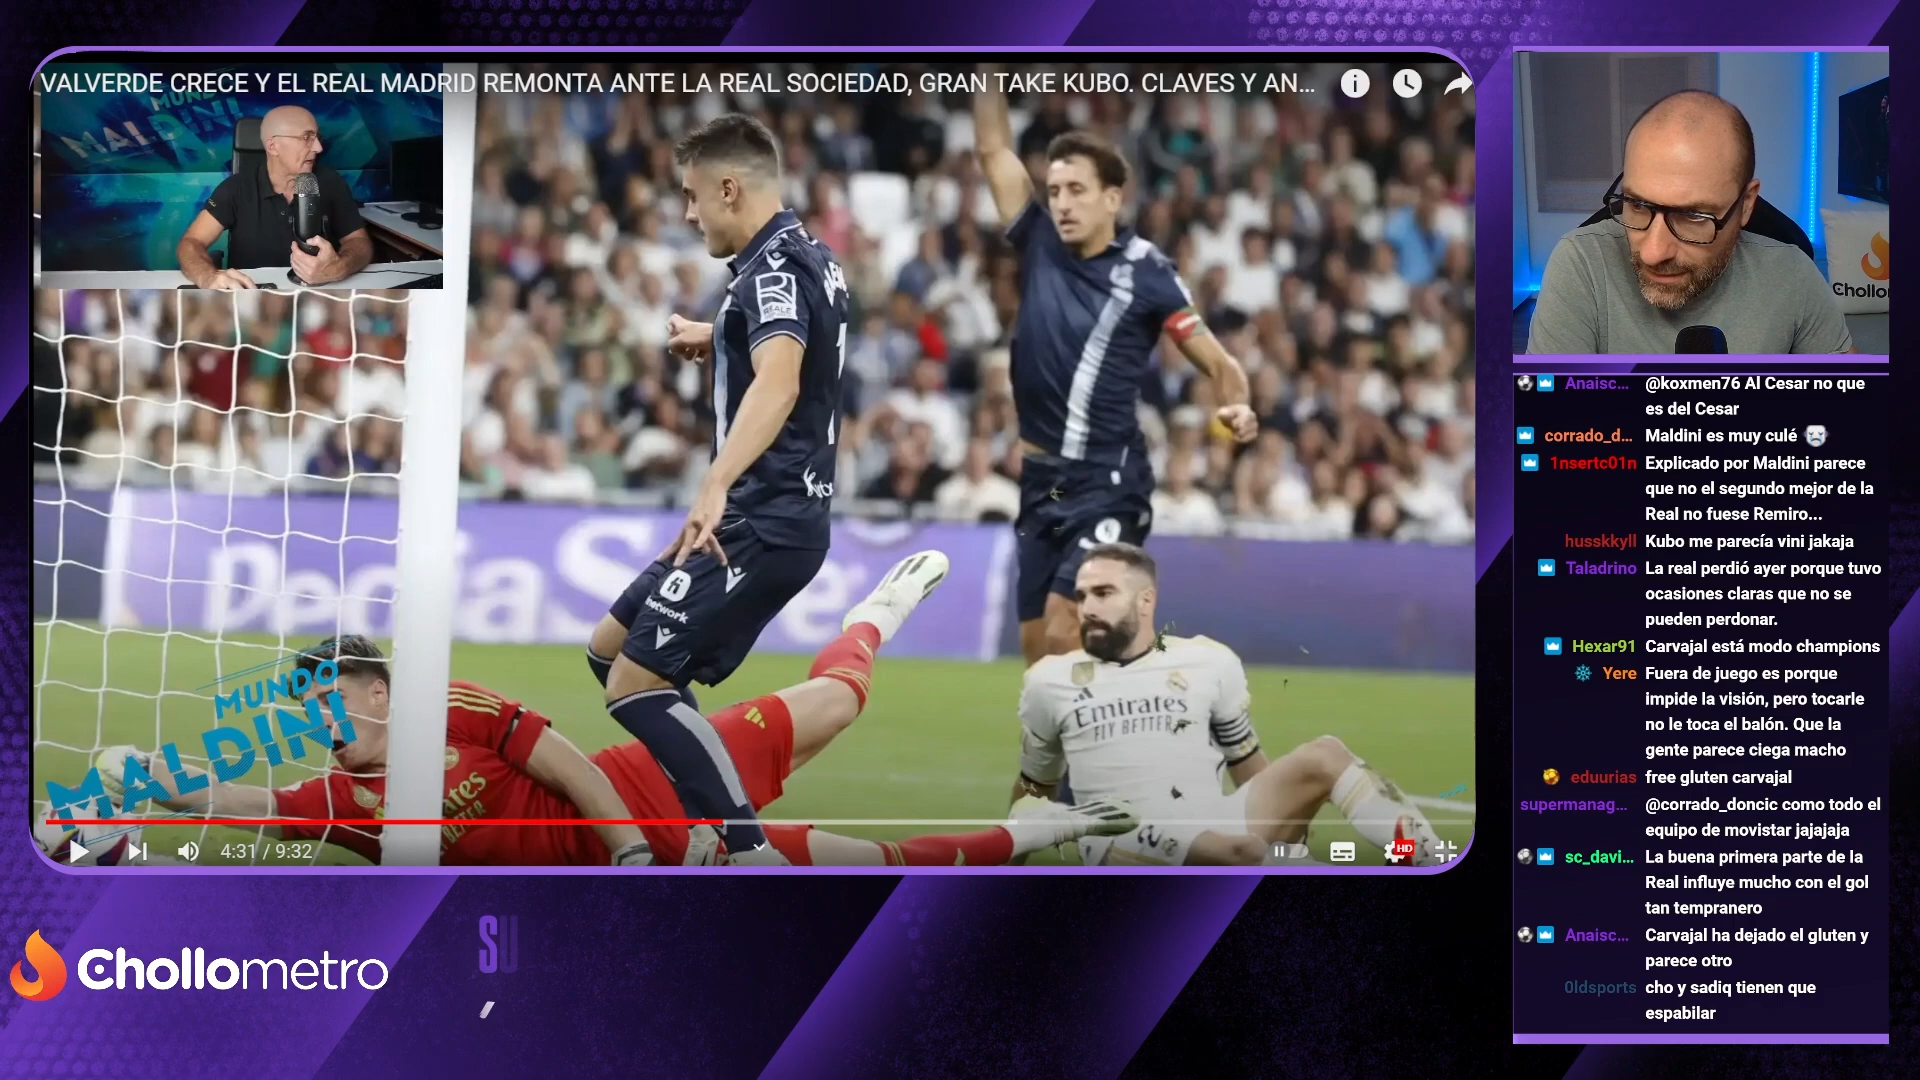 VALVERDE CRECE Y EL REAL MADRID REMONTA ANTE LA REAL SOCIEDAD, GRAN TAKE KUBO. CLAVES Y AN...
MUNDO
MALDINI
REALE
network
Emirates
FLY BETTER
MUNDO
MALDINI
4:31 / 9:32
HD
Chollometro
SU
Chollo
Anaisc... @koxmen76 Al Cesar no que
es del Cesar
corrado_d... Maldini es muy culé
1nsertc01n Explicado por Maldini parece
que no el segundo mejor de la
Real no fuese Remiro...
husskkyll Kubo me parecía vini jakaja
Taladrino La real perdió ayer porque tuvo
ocasiones claras que no se
pueden perdonar.
Hexar91 Carvajal está modo champions
Yere Fuera de juego es porque
impide la visión, pero tocarle
no le toca el balón. Que la
gente parece ciega macho
eduurias free gluten carvajal
supermanag... @corrado_doncic como todo el
equipo de movistar jajajaja
sc_davi... La buena primera parte de la
Real influye mucho con el gol
tan tempranero
Anaisc... Carvajal ha dejado el gluten y
parece otro
0ldsports cho y sadiq tienen que
espabilar